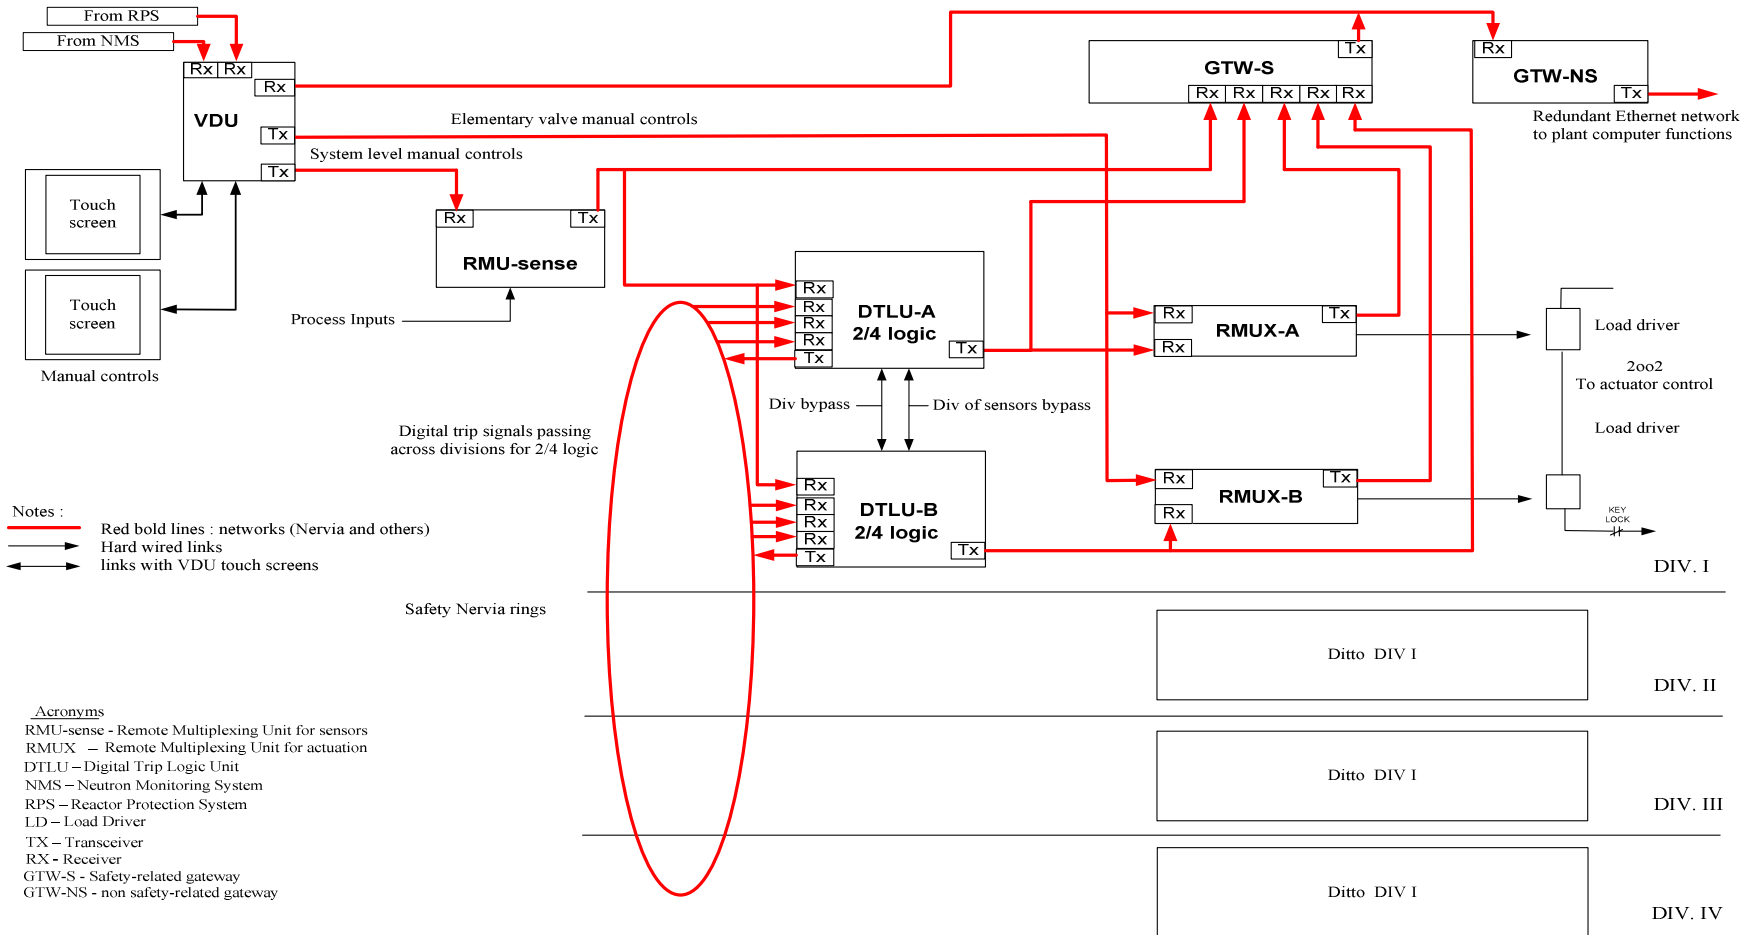 From RPS
From NMS
Rx Rx
Rx
VDU
Tx
Tx
Elementary valve manual controls
System level manual controls
Touch
screen
Touch
screen
Manual controls
Rx
Tx
RMU-sense
Process Inputs
Tx
GTW-S
Rx Rx Rx Rx Rx
Rx
GTW-NS
Tx
Redundant Ethernet network
to plant computer functions
Rx
Rx
Rx
Rx
Tx
DTLU-A
2/4 logic
Tx
Div bypass
Div of sensors bypass
Digital trip signals passing
across divisions for 2/4 logic
Rx
Rx
Rx
Rx
Tx
DTLU-B
2/4 logic
Tx
Rx
Rx
RMUX-A
Tx
Rx
Rx
RMUX-B
Tx
Load driver
2oo2
To actuator control
Load driver
KEY
LOCK
DIV. I
Notes :
Red bold lines : networks (Nervia and others)
Hard wired links
links with VDU touch screens
Safety Nervia rings
Ditto DIV I
DIV. II
Ditto DIV I
DIV. III
Ditto DIV I
DIV. IV
Acronyms
RMU-sense - Remote Multiplexing Unit for sensors
RMUX – Remote Multiplexing Unit for actuation
DTLU – Digital Trip Logic Unit
NMS – Neutron Monitoring System
RPS – Reactor Protection System
LD – Load Driver
TX – Transceiver
RX - Receiver
GTW-S - Safety-related gateway
GTW-NS - non safety-related gateway